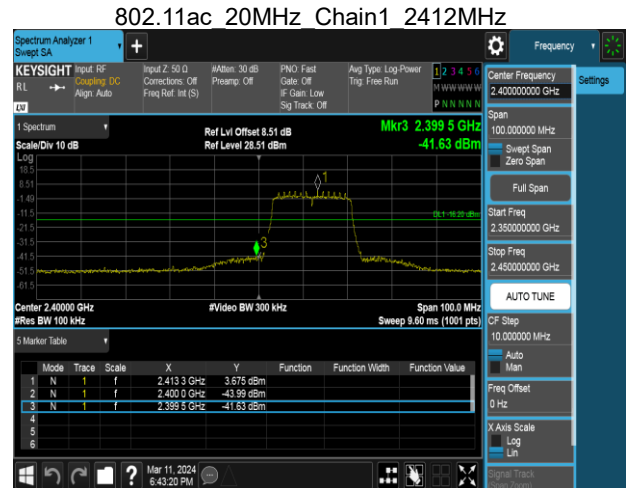 802.11ac_20MHz_Chain1_2412MHz
Spectrum Analyzer 1
Swept SA
Frequency
KEYSIGHT
RL
LXI
Input: RF
Coupling: DC
Align: Auto
Input Z: 50 Ω
Corrections: Off
Freq Ref: Int (S)
#Atten: 30 dB
Preamp: Off
PNO: Fast
Gate: Off
IF Gain: Low
Sig Track: Off
Avg Type: Log-Power
Trig: Free Run
1 2 3 4 5 6
M W W W W W
P N N N N N
1 Spectrum
Scale/Div 10 dB
Ref Lvl Offset 8.51 dB
Ref Level 28.51 dBm
Mkr3 2.399 5 GHz
-41.63 dBm
Log
18.5
8.51
-1.49
-11.5
-21.5
-31.5
-41.5
-51.5
-61.5
1
DL1 -16.20 dBm
3
Center 2.40000 GHz
#Res BW 100 kHz
#Video BW 300 kHz
Span 100.0 MHz
Sweep 9.60 ms (1001 pts)
5 Marker Table
Mode Trace Scale X Y Function Function Width Function Value
1 N 1 f 2.413 3 GHz 3.675 dBm
2 N 1 f 2.400 0 GHz -43.99 dBm
3 N 1 f 2.399 5 GHz -41.63 dBm
4
5
6
Center Frequency
2.400000000 GHz
Settings
Span
100.000000 MHz
Swept Span
Zero Span
Full Span
Start Freq
2.350000000 GHz
Stop Freq
2.450000000 GHz
AUTO TUNE
CF Step
10.000000 MHz
Auto
Man
Freq Offset
0 Hz
X Axis Scale
Log
Lin
Signal Track
(Span Zoom)
?
Mar 11, 2024
6:43:20 PM